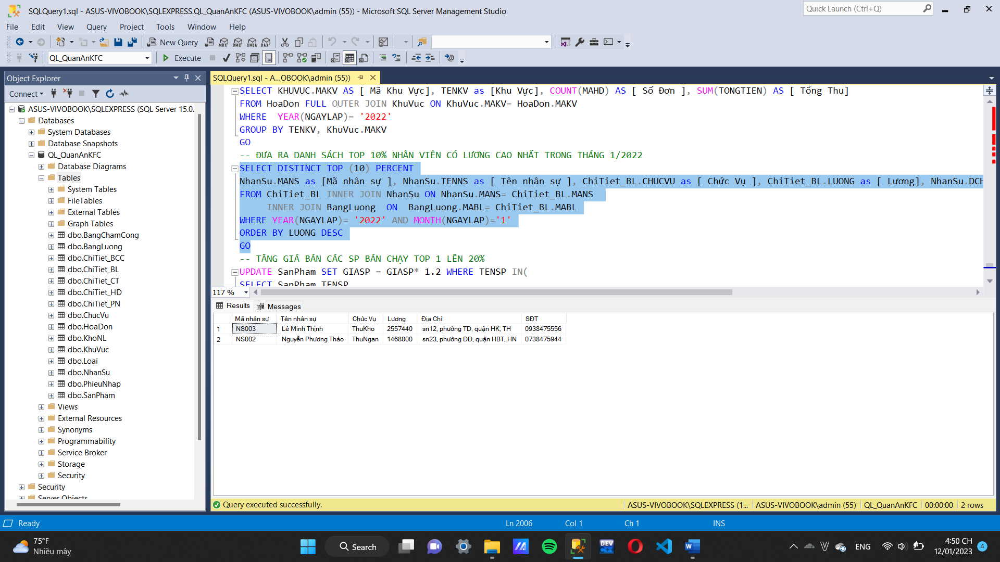 SQLQuery1.sql - ASUS-VIVOBOOK\SQLEXPRESS.QL_QuanAnKFC (ASUS-VIVOBOOK\admin (55)) - Microsoft SQL Server Management Studio
Quick Launch (Ctrl+Q)
File Edit View Query Project Tools Window Help
New Query
MDX DMX XMLA DAX
QL_QuanAnKFC
Execute
Object Explorer
Connect
ASUS-VIVOBOOK\SQLEXPRESS (SQL Server 15.0.
Databases
System Databases
Database Snapshots
QL_QuanAnKFC
Database Diagrams
Tables
System Tables
FileTables
External Tables
Graph Tables
dbo.BangChamCong
dbo.BangLuong
dbo.ChiTiet_BCC
dbo.ChiTiet_BL
dbo.ChiTiet_CT
dbo.ChiTiet_HD
dbo.ChiTiet_PN
dbo.ChucVu
dbo.HoaDon
dbo.KhoNL
dbo.KhuVuc
dbo.Loai
dbo.NhanSu
dbo.PhieuNhap
dbo.SanPham
Views
External Resources
Synonyms
Programmability
Service Broker
Storage
Security
Security
Server Objects
SQLQuery1.sql - A...OBOOK\admin (55))
SELECT KHUVUC.MAKV AS [ Mã Khu Vực], TENKV as [Khu Vực], COUNT(MAHD) AS [ Số Đơn ], SUM(TONGTIEN) AS [ Tổng Thu]
FROM HoaDon FULL OUTER JOIN KhuVuc ON KhuVuc.MAKV= HoaDon.MAKV
WHERE  YEAR(NGAYLAP)= '2022'
GROUP BY TENKV, KhuVuc.MAKV
GO
-- ĐƯA RA DANH SÁCH TOP 10% NHÂN VIÊN CÓ LƯƠNG CAO NHẤT TRONG THÁNG 1/2022
SELECT DISTINCT TOP (10) PERCENT
NhanSu.MANS as [Mã nhân sự ], NhanSu.TENNS as [ Tên nhân sự ], ChiTiet_BL.CHUCVU as [ Chức Vụ ], ChiTiet_BL.LUONG as [ Lương], NhanSu.DCH
FROM ChiTiet_BL INNER JOIN NhanSu ON NhanSu.MANS= ChiTiet_BL.MANS
INNER JOIN BangLuong  ON  BangLuong.MABL= ChiTiet_BL.MABL
WHERE YEAR(NGAYLAP)= '2022' AND MONTH(NGAYLAP)='1'
ORDER BY LUONG DESC
GO
-- TĂNG GIÁ BÁN CÁC SP BÁN CHẠY TOP 1 LÊN 20%
UPDATE SanPham SET GIASP = GIASP* 1.2 WHERE TENSP IN(
SELECT SanPham TENSP
117 %
Results Messages
Mã nhân sự Tên nhân sự Chức Vụ Lương Địa Chỉ SĐT
1 NS003 Lê Minh Thịnh ThuKho 2557440 sn12, phường TD, quận HK, TH 0938475556
2 NS002 Nguyễn Phương Thảo ThuNgan 1468800 sn23, phường DD, quận HBT, HN 0738475944
Query executed successfully. ASUS-VIVOBOOK\SQLEXPRESS (1... ASUS-VIVOBOOK\admin (55) QL_QuanAnKFC 00:00:00 2 rows
Ready Ln 2006 Col 1 Ch 1 INS
75°F
Nhiều mây
Search
DEV C++
ENG
4:50 CH
12/01/2023
4